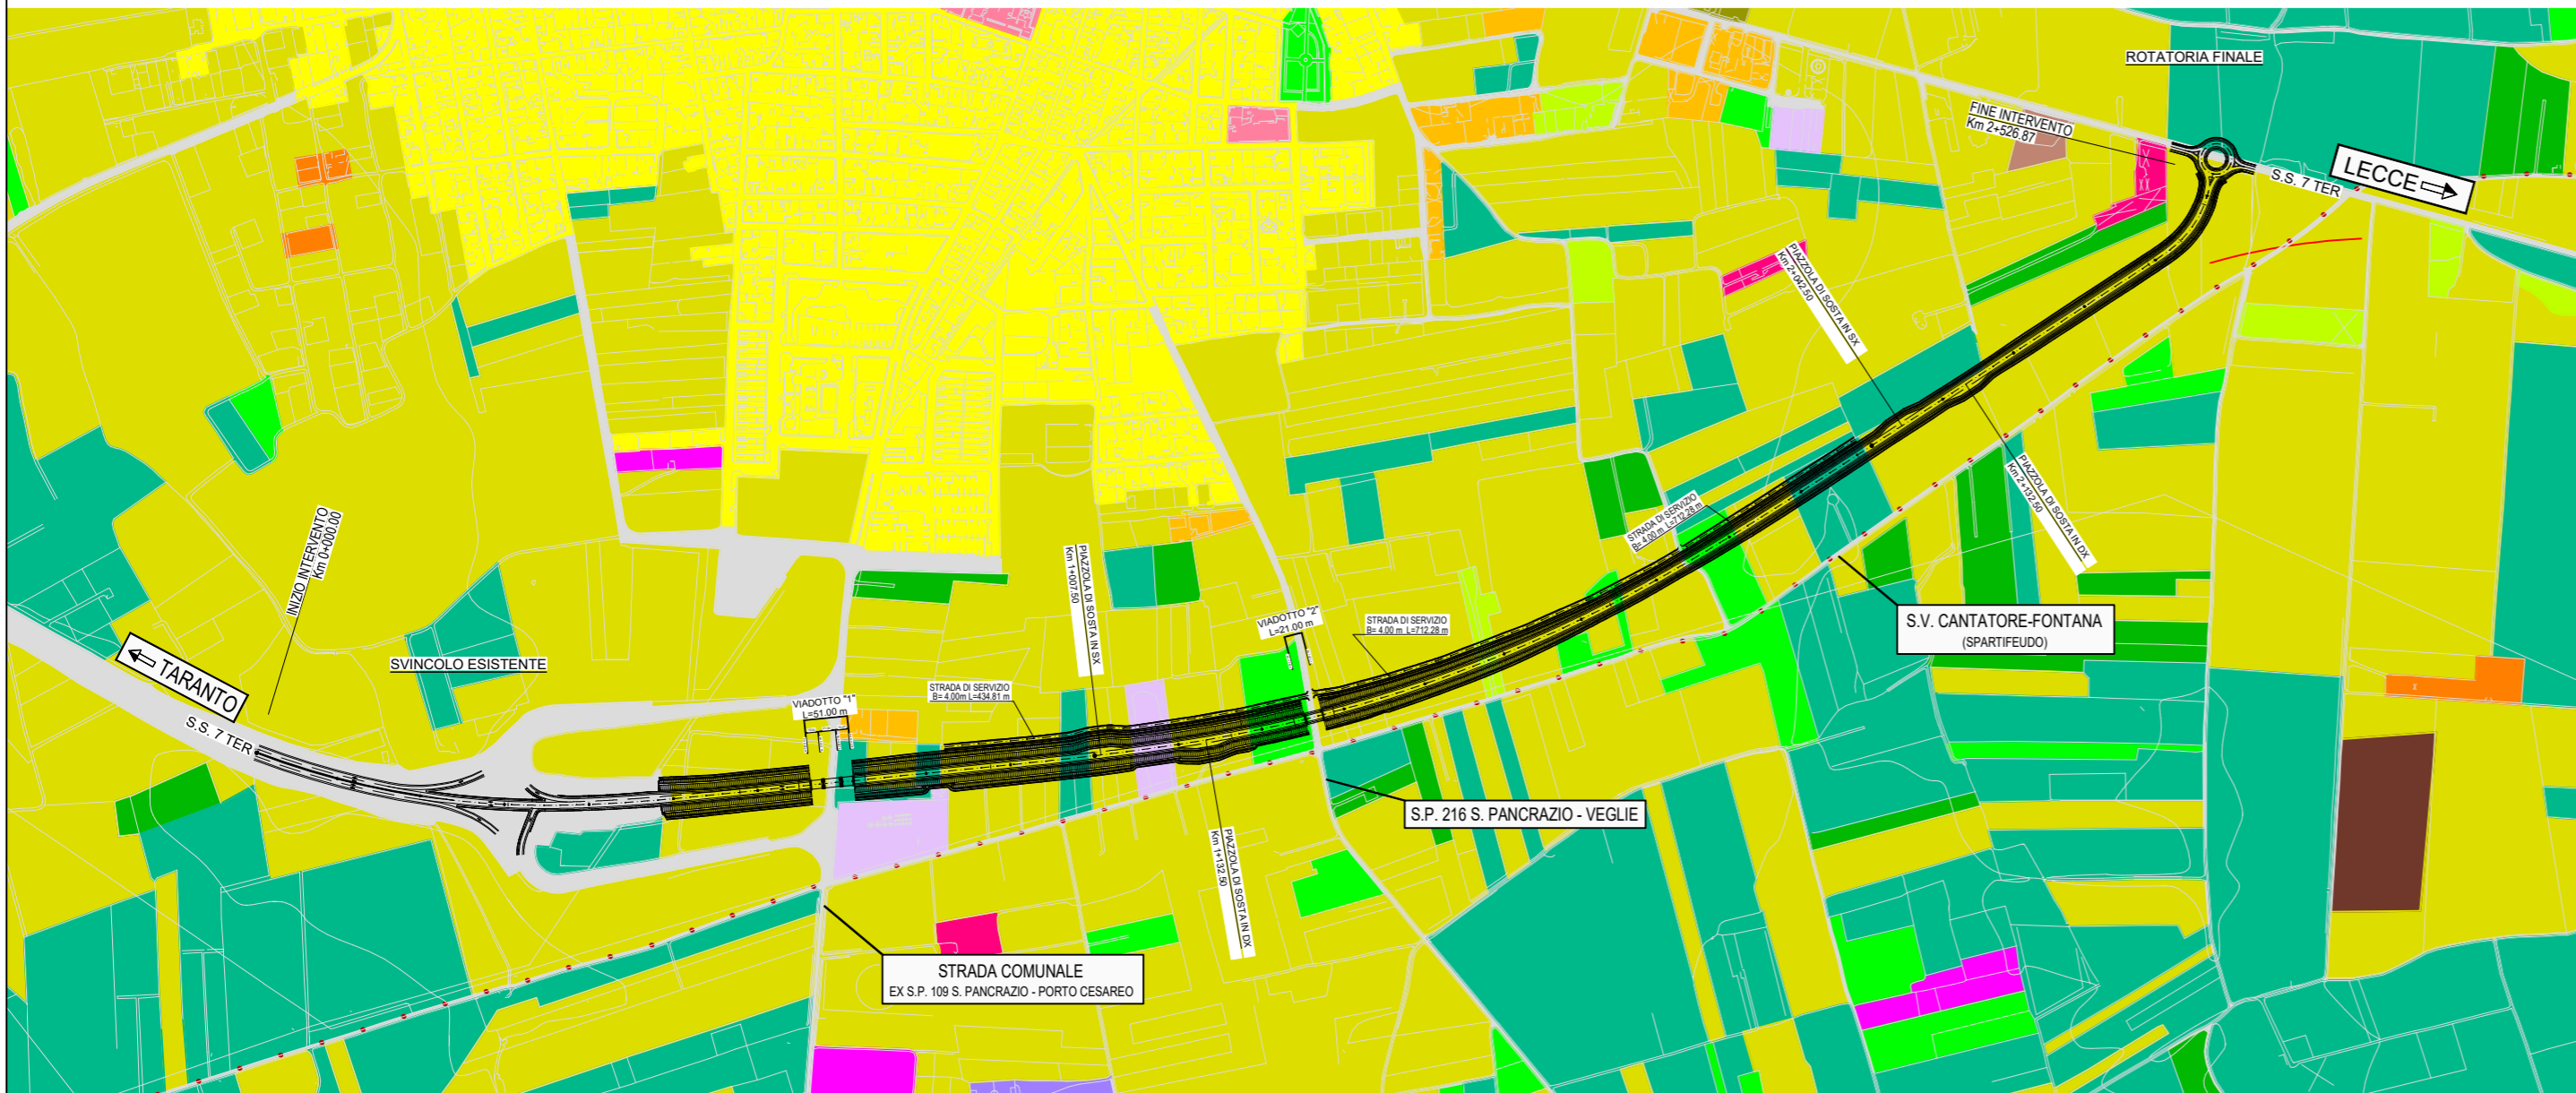 ROTATORIA FINALE
FINE INTERVENTO
Km 2+526.87
LECCE
S.S. 7 TER
PIAZZOLA DI SOSTA IN SX
Km 2+042.50
PIAZZOLA DI SOSTA IN DX
Km 2+132.50
STRADA DI SERVIZIO
B= 4.00 m L=712.28 m
INIZIO INTERVENTO
Km 0+000.00
TARANTO
S.S. 7 TER
SVINCOLO ESISTENTE
VIADOTTO "1"
L=51.00 m
STRADA DI SERVIZIO
B= 4.00m L=434.81 m
PIAZZOLA DI SOSTA IN SX
Km 1+007.50
VIADOTTO "2"
L=21.00 m
STRADA DI SERVIZIO
B= 4.00 m L=712.28 m
S.V. CANTATORE-FONTANA
(SPARTIFEUDO)
S.P. 216 S. PANCRAZIO - VEGLIE
PIAZZOLA DI SOSTA IN DX
Km 1+132.50
STRADA COMUNALE
EX S.P. 109 S. PANCRAZIO - PORTO CESAREO